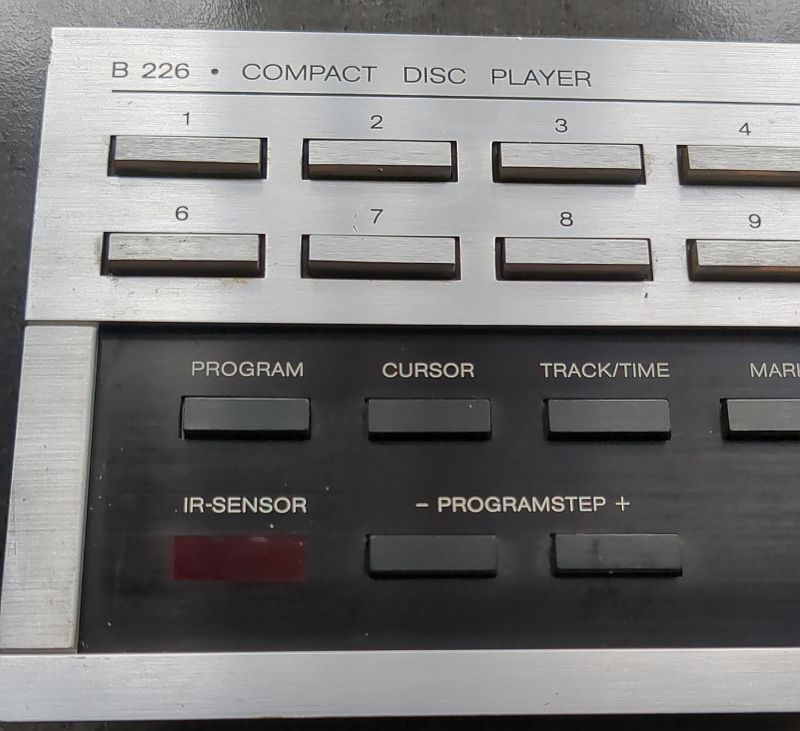 B 226 • COMPACT DISC PLAYER
1 2 3 4
6 7 8 9
PROGRAM CURSOR TRACK/TIME
IR-SENSOR - PROGRAMSTEP +